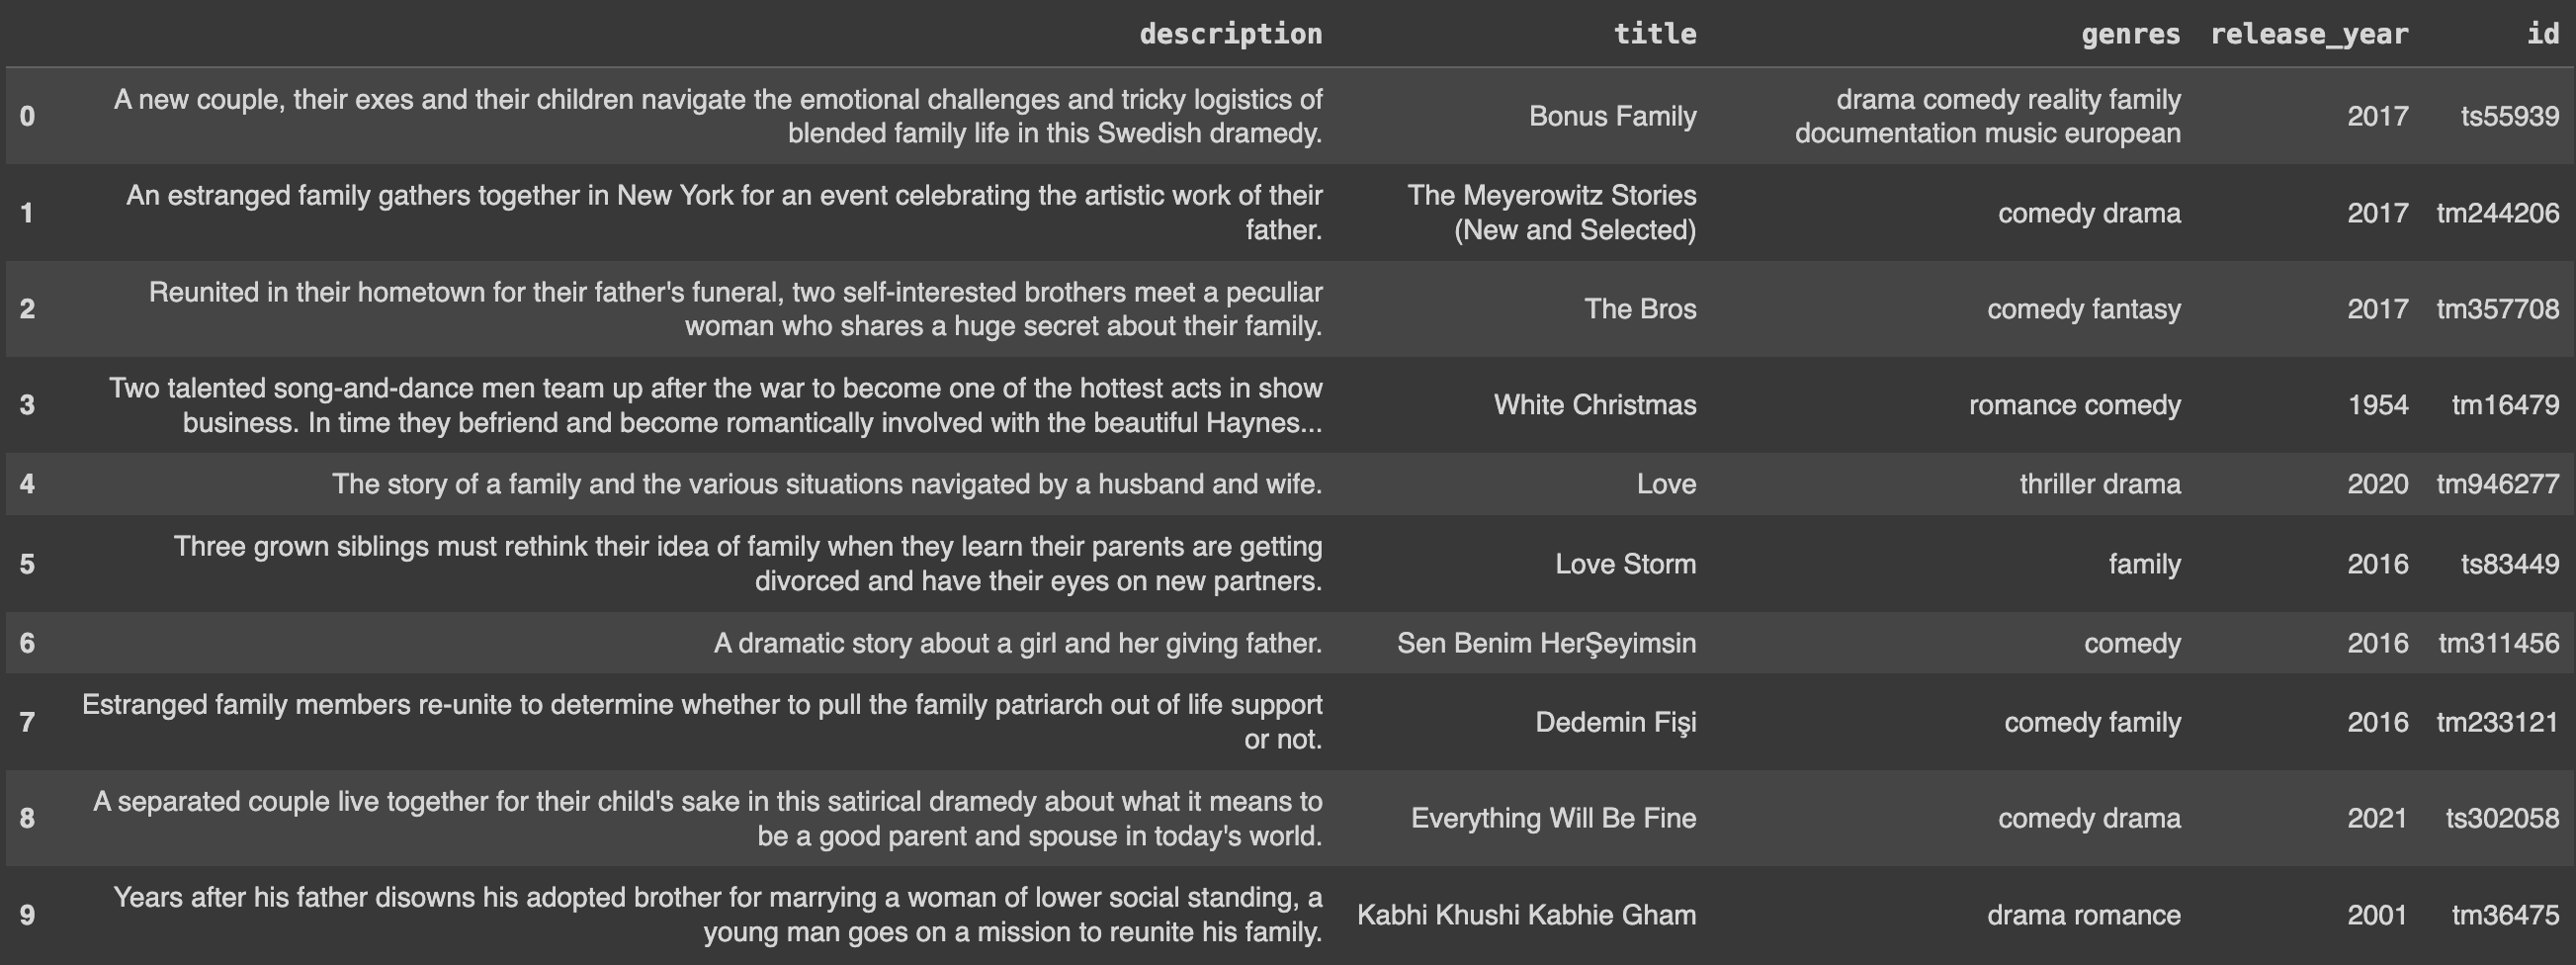 description title genres release_year id
0 A new couple, their exes and their children navigate the emotional challenges and tricky logistics of blended family life in this Swedish dramedy. Bonus Family drama comedy reality family documentation music european 2017 ts55939
1 An estranged family gathers together in New York for an event celebrating the artistic work of their father. The Meyerowitz Stories (New and Selected) comedy drama 2017 tm244206
2 Reunited in their hometown for their father's funeral, two self-interested brothers meet a peculiar woman who shares a huge secret about their family. The Bros comedy fantasy 2017 tm357708
3 Two talented song-and-dance men team up after the war to become one of the hottest acts in show business. In time they befriend and become romantically involved with the beautiful Haynes... White Christmas romance comedy 1954 tm16479
4 The story of a family and the various situations navigated by a husband and wife. Love thriller drama 2020 tm946277
5 Three grown siblings must rethink their idea of family when they learn their parents are getting divorced and have their eyes on new partners. Love Storm family 2016 ts83449
6 A dramatic story about a girl and her giving father. Sen Benim HerŞeyimsin comedy 2016 tm311456
7 Estranged family members re-unite to determine whether to pull the family patriarch out of life support or not. Dedemin Fişi comedy family 2016 tm233121
8 A separated couple live together for their child's sake in this satirical dramedy about what it means to be a good parent and spouse in today's world. Everything Will Be Fine comedy drama 2021 ts302058
9 Years after his father disowns his adopted brother for marrying a woman of lower social standing, a young man goes on a mission to reunite his family. Kabhi Khushi Kabhie Gham drama romance 2001 tm36475